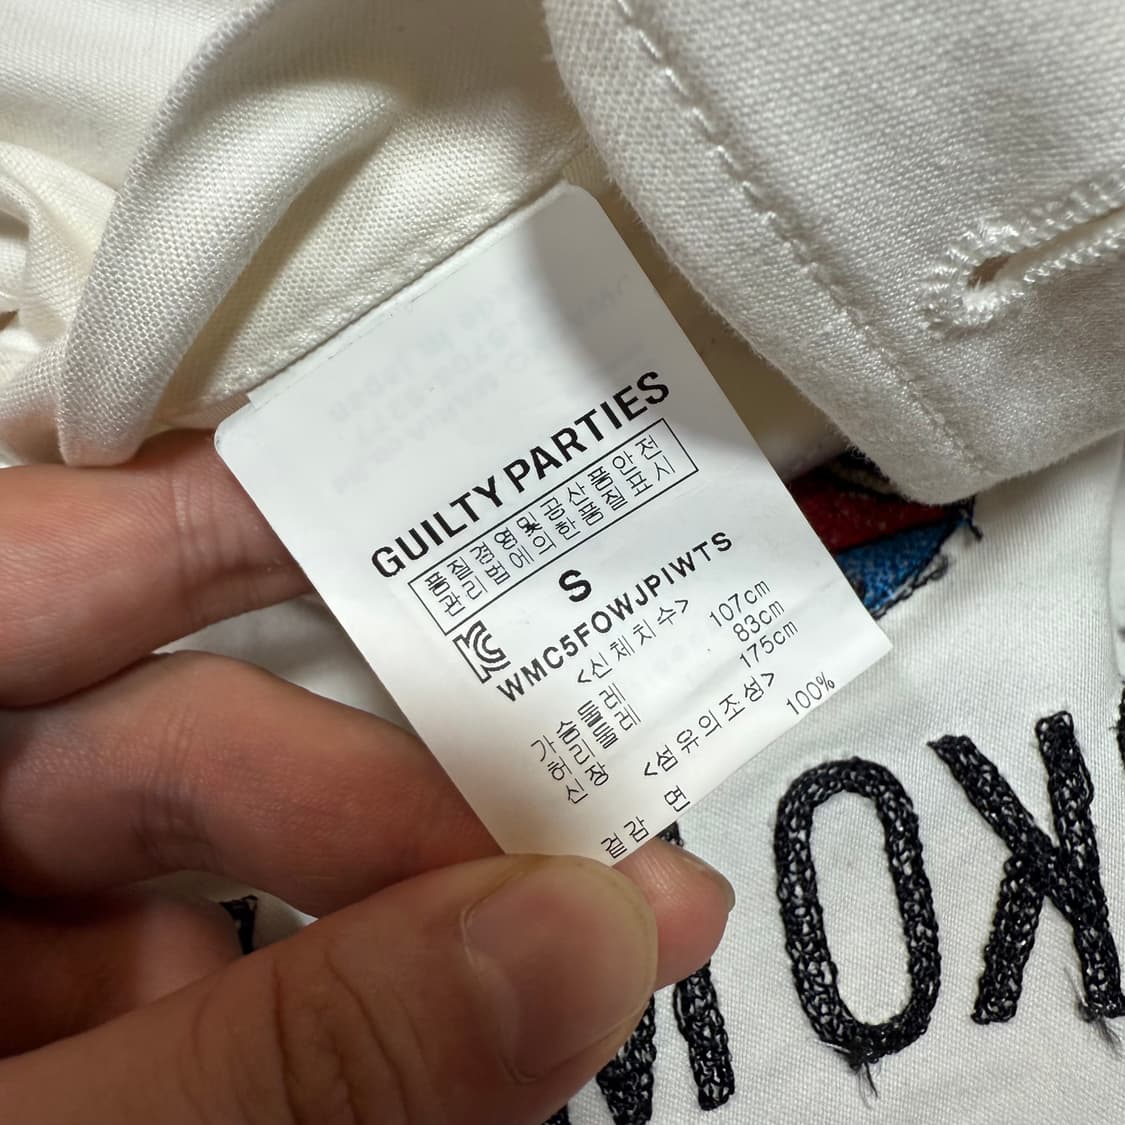 GUILTY PARTIES
품질경영및공산품안전
관리법에의한품질표시
S
WMC5FOWJPIWTS
<신체치수>
가슴둘레 107cm
허리둘레 83cm
신장 175cm
<섬유의조성>
겉감 면 100%